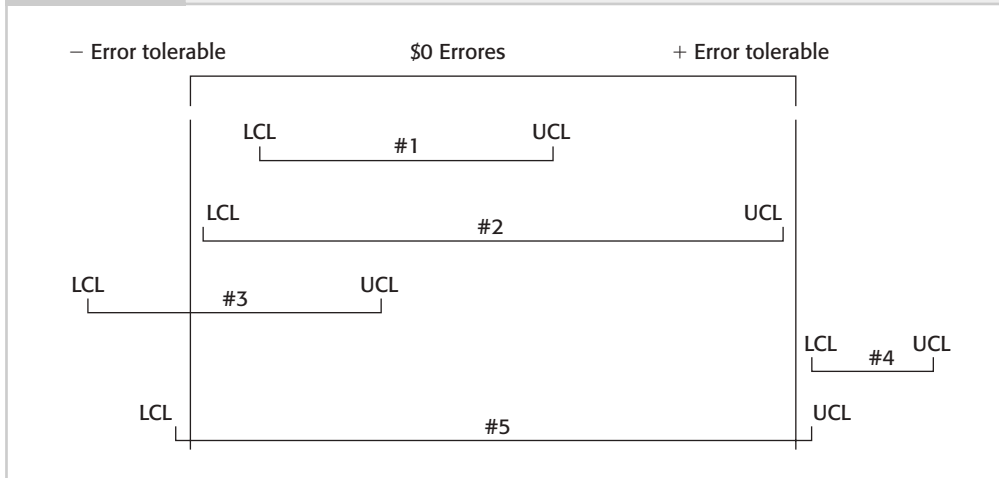 − Error tolerable $0 Errores + Error tolerable
LCL #1 UCL
LCL #2 UCL
LCL #3 UCL
LCL #4 UCL
LCL #5 UCL